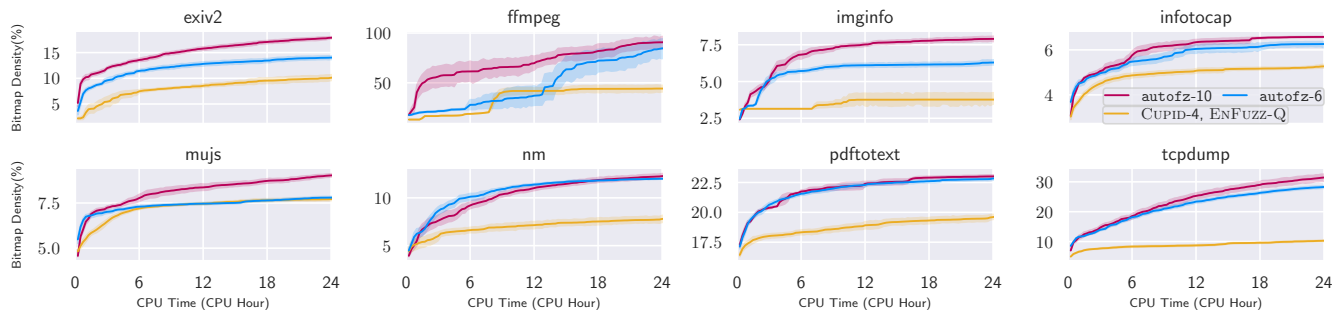 exiv2
ffmpeg
imginfo
infotocap
Bitmap Density(%)
15
10
5
100
50
7.5
5.0
2.5
6
4
autofz-10
autofz-6
CUPID-4, ENFUZZ-Q
mujs
nm
pdftotext
tcpdump
Bitmap Density(%)
7.5
5.0
10
5
22.5
20.0
17.5
30
20
10
0 6 12 18 24
0 6 12 18 24
0 6 12 18 24
0 6 12 18 24
CPU Time (CPU Hour)
CPU Time (CPU Hour)
CPU Time (CPU Hour)
CPU Time (CPU Hour)